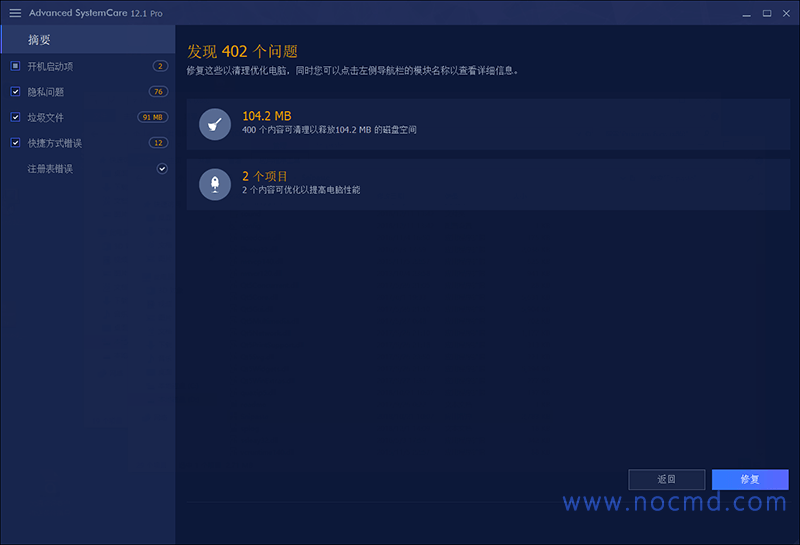 Advanced SystemCare 12.1 Pro
摘要
开机启动项 2
隐私问题 76
垃圾文件 91 MB
快捷方式错误 12
注册表错误
发现 402 个问题
修复这些以清理优化电脑，同时您可以点击左侧导航栏的模块名称以查看详细信息。
104.2 MB
400 个内容可清理以释放104.2 MB 的磁盘空间
2 个项目
2 个内容可优化以提高电脑性能
返回
修复
www.nocmd.com